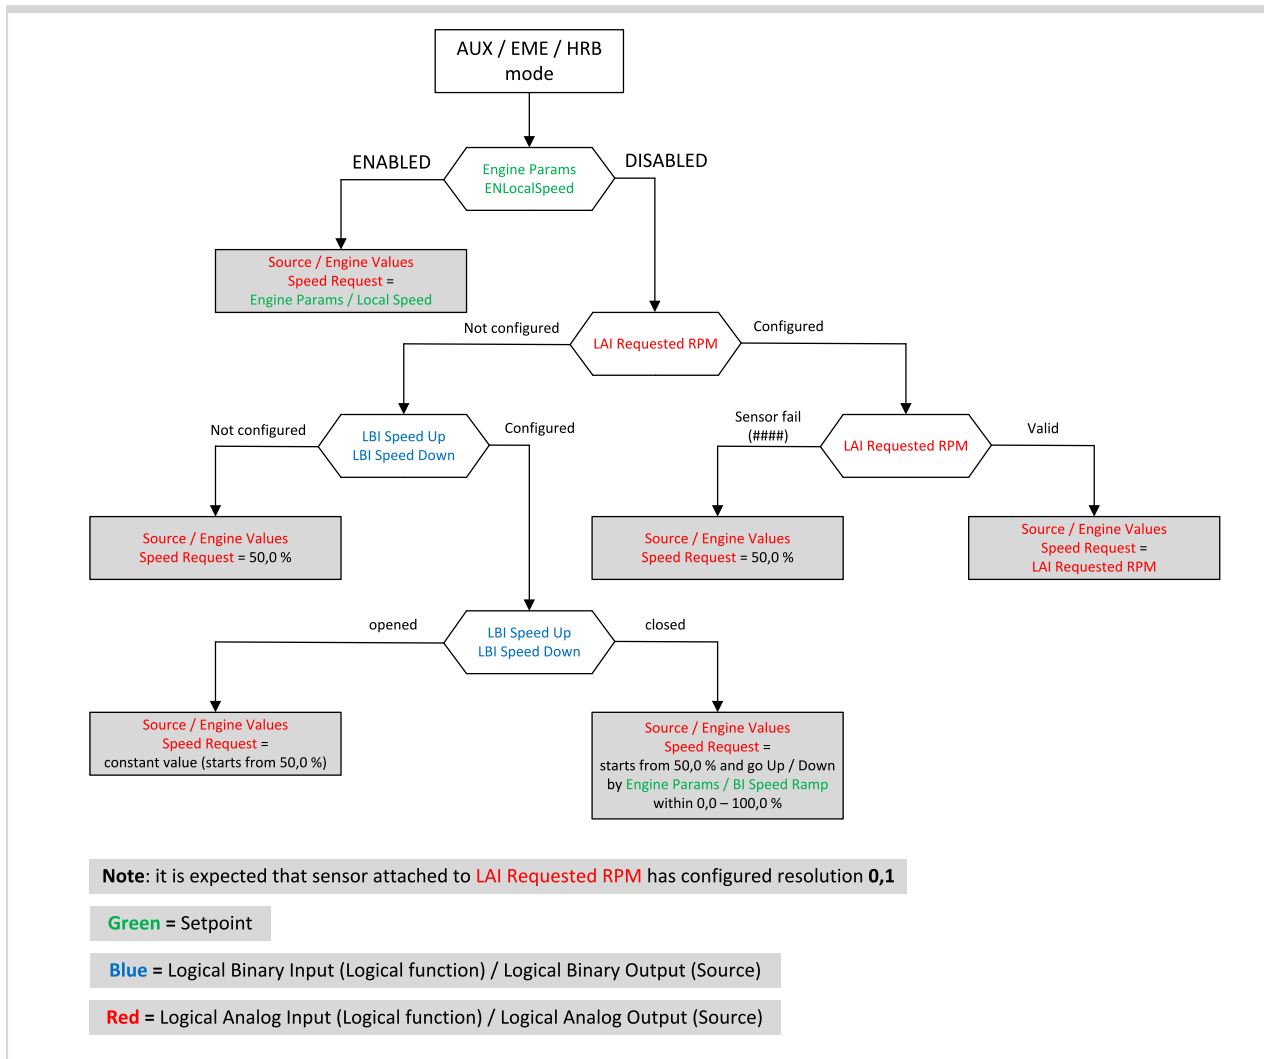 AUX / EME / HRB
mode
ENABLED
DISABLED
Engine Params
ENLocalSpeed
Source / Engine Values
Speed Request =
Engine Params / Local Speed
Not configured
Configured
LAI Requested RPM
Not configured
Configured
LBI Speed Up
LBI Speed Down
Sensor fail
(####)
Valid
LAI Requested RPM
Source / Engine Values
Speed Request = 50,0 %
Source / Engine Values
Speed Request = 50,0 %
Source / Engine Values
Speed Request =
LAI Requested RPM
opened
closed
LBI Speed Up
LBI Speed Down
Source / Engine Values
Speed Request =
constant value (starts from 50,0 %)
Source / Engine Values
Speed Request =
starts from 50,0 % and go Up / Down
by Engine Params / BI Speed Ramp
within 0,0 – 100,0 %
Note: it is expected that sensor attached to LAI Requested RPM has configured resolution 0,1
Green = Setpoint
Blue = Logical Binary Input (Logical function) / Logical Binary Output (Source)
Red = Logical Analog Input (Logical function) / Logical Analog Output (Source)